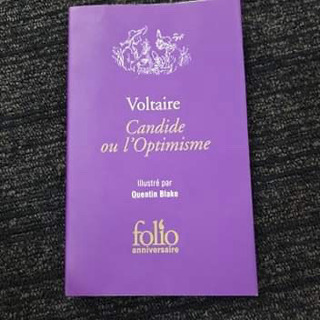 Voltaire
Candide
ou l'Optimisme
Illustré par
Quentin Blake
folio
anniversaire